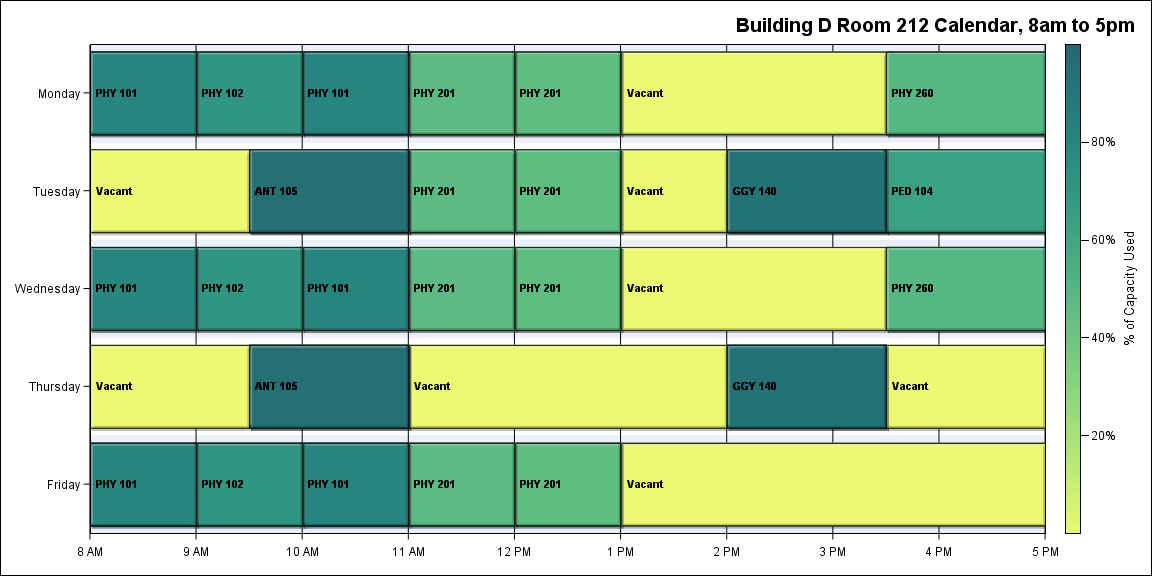 Building D Room 212 Calendar, 8am to 5pm
Monday
PHY 101
PHY 102
PHY 101
PHY 201
PHY 201
Vacant
PHY 260
Tuesday
Vacant
ANT 105
PHY 201
PHY 201
Vacant
GGY 140
PED 104
Wednesday
PHY 101
PHY 102
PHY 101
PHY 201
PHY 201
Vacant
PHY 260
Thursday
Vacant
ANT 105
Vacant
GGY 140
Vacant
Friday
PHY 101
PHY 102
PHY 101
PHY 201
PHY 201
Vacant
8 AM
9 AM
10 AM
11 AM
12 PM
1 PM
2 PM
3 PM
4 PM
5 PM
80%
60%
40%
20%
% of Capacity Used